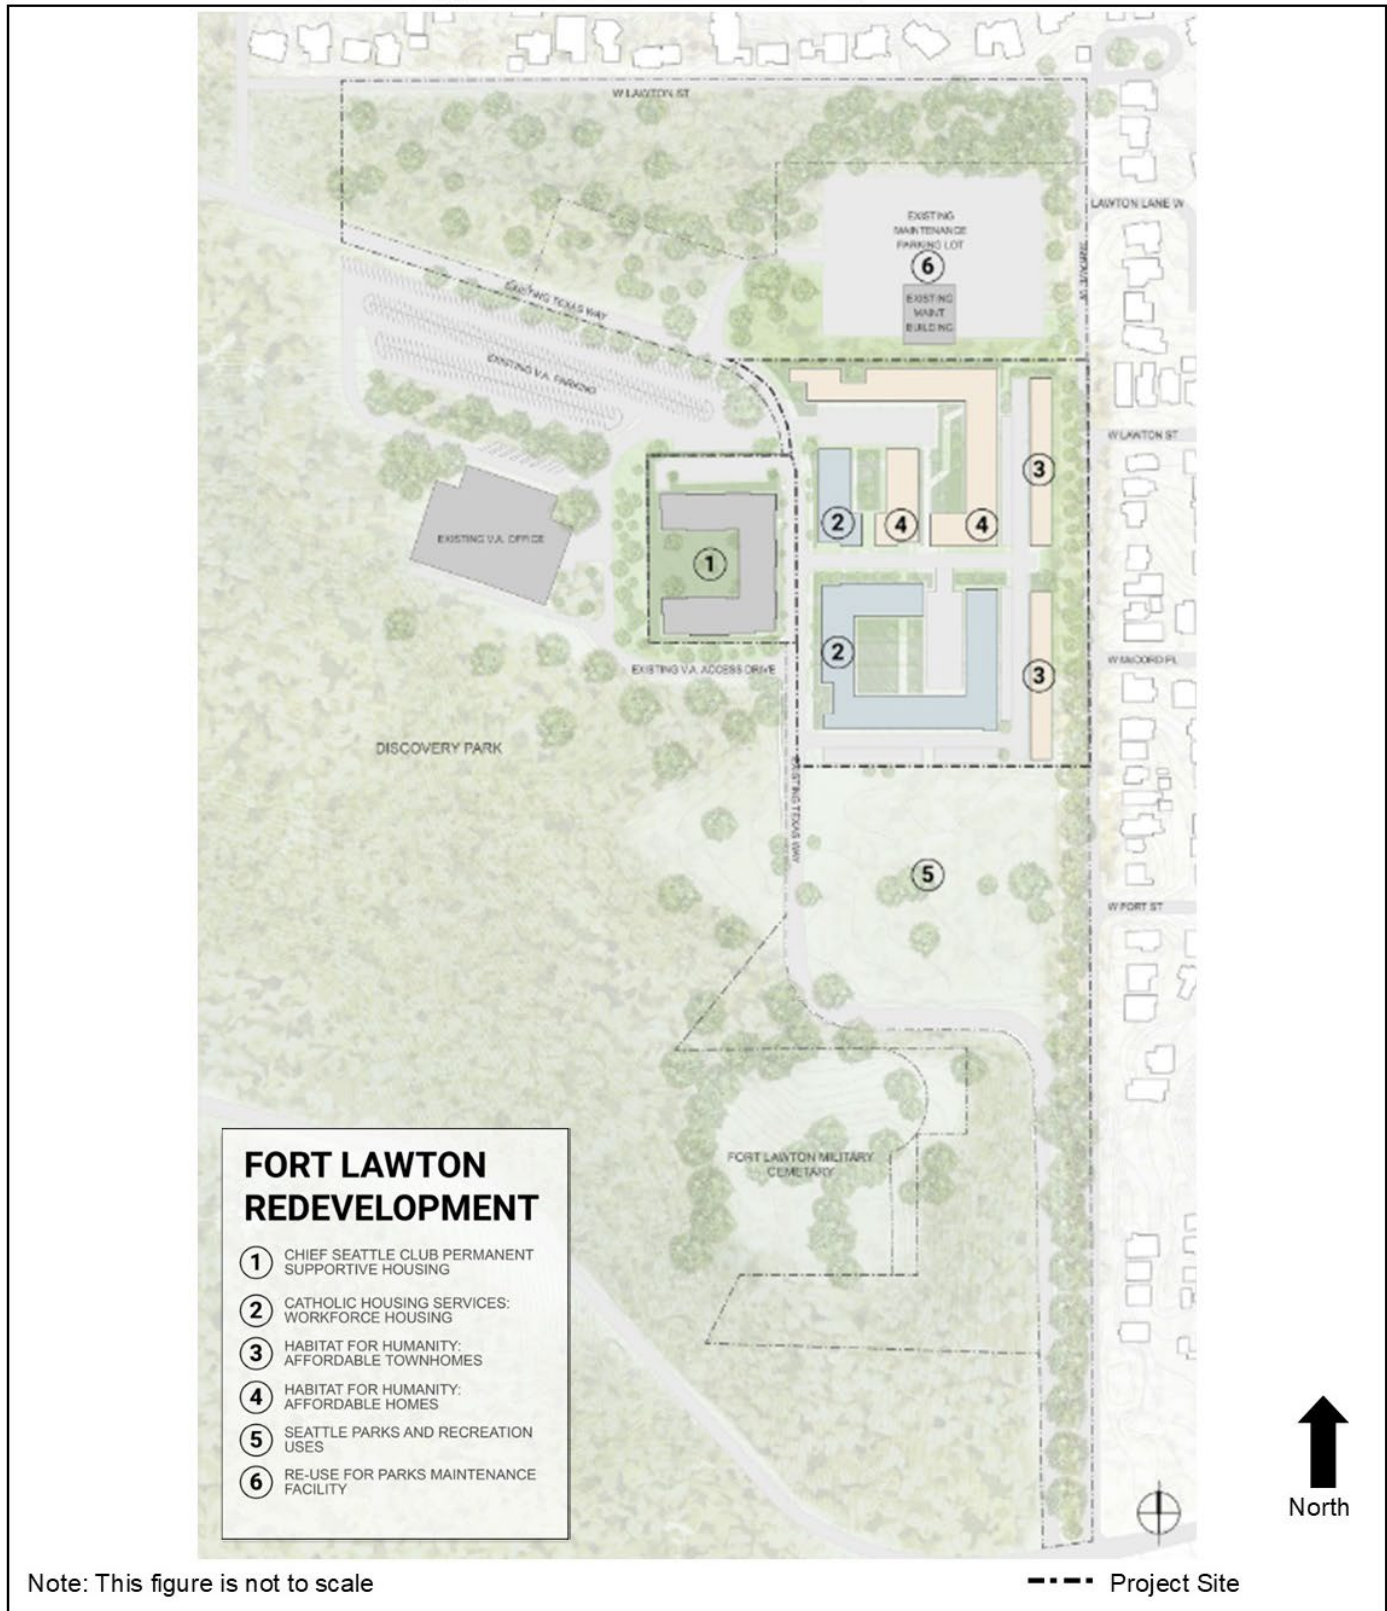 W LAWTON ST
LAWTON LANE W
EXISTING
MAINTENANCE
PARKING LOT
6
EXISTING
MAINT
BUILDING
EXISTING TEXAS WAY
EXISTING V.A. PARKING
W LAWTON ST
3
2
4
4
EXISTING V.A. OFFICE
1
2
W McCORD PL
EXISTING V.A. ACCESS DRIVE
3
DISCOVERY PARK
EXISTING TEXAS WAY
5
W FORT ST
FORT LAWTON MILITARY
CEMETARY
FORT LAWTON
REDEVELOPMENT
1 CHIEF SEATTLE CLUB PERMANENT
SUPPORTIVE HOUSING
2 CATHOLIC HOUSING SERVICES:
WORKFORCE HOUSING
3 HABITAT FOR HUMANITY:
AFFORDABLE TOWNHOMES
4 HABITAT FOR HUMANITY:
AFFORDABLE HOMES
5 SEATTLE PARKS AND RECREATION
USES
6 RE-USE FOR PARKS MAINTENANCE
FACILITY
North
Note: This figure is not to scale
Project Site